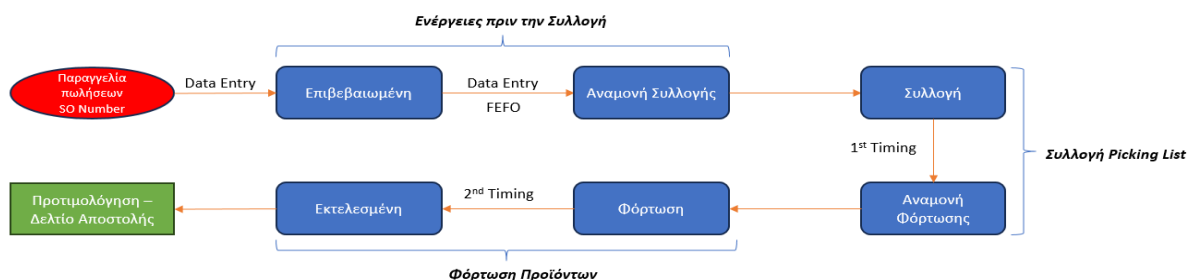 Ενέργειες πριν την Συλλογή
Παραγγελία
πωλήσεων
SO Number
Data Entry
Επιβεβαιωμένη
Data Entry
FEFO
Αναμονή Συλλογής
Συλλογή
1st Timing
Συλλογή Picking List
Προτιμολόγηση –
Δελτίο Αποστολής
Εκτελεσμένη
2nd Timing
Φόρτωση
Αναμονή
Φόρτωσης
Φόρτωση Προϊόντων